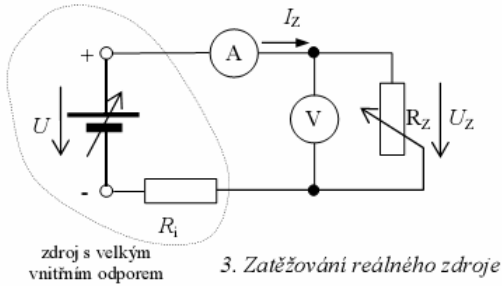 I_Z
+
A
U
V
R_Z
U_Z
-
R_i
zdroj s velkým
vnitřním odporem
3. Zatěžování reálného zdroje